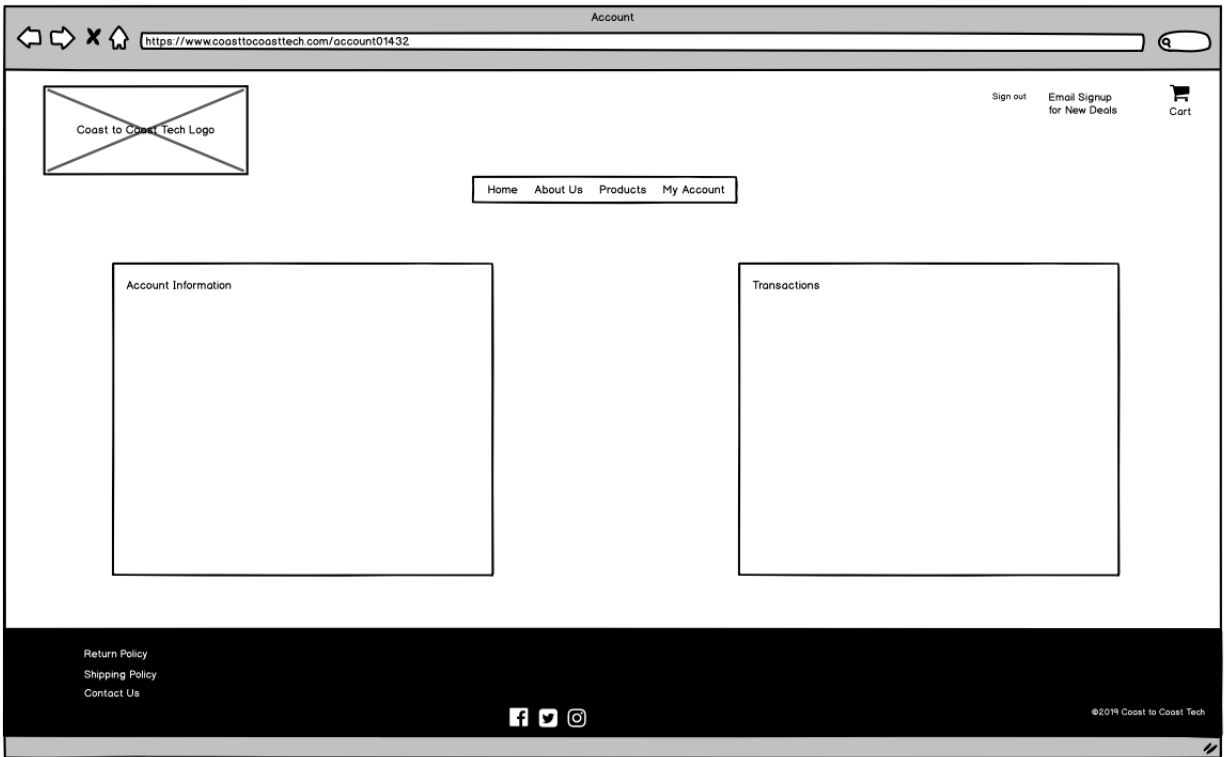 Account
https://www.coasttocoasttech.com/account01432
Coast to Coast Tech Logo
Sign out
Email Signup
for New Deals
Cart
Home About Us Products My Account
Account Information
Transactions
Return Policy
Shipping Policy
Contact Us
©2019 Coast to Coast Tech